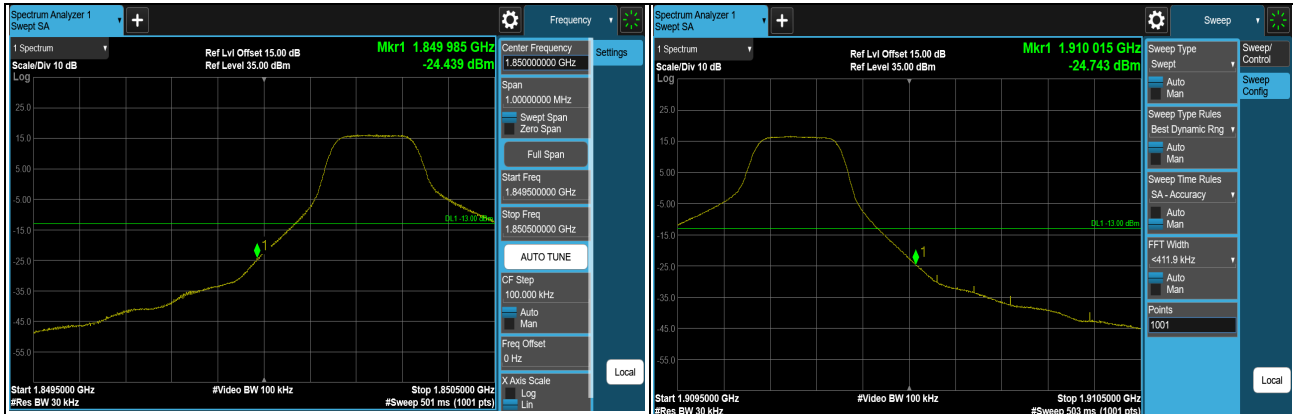 Spectrum Analyzer 1
Swept SA
+
Frequency
1 Spectrum
Scale/Div 10 dB
Log
Ref Lvl Offset 15.00 dB
Ref Level 35.00 dBm
Mkr1 1.849 985 GHz
-24.439 dBm
25.0
15.0
5.00
-5.00
-15.0
-25.0
-35.0
-45.0
-55.0
DL1 -13.00 dBm
1
Start 1.8495000 GHz
#Res BW 30 kHz
#Video BW 100 kHz
Stop 1.8505000 GHz
#Sweep 501 ms (1001 pts)
Center Frequency
1.850000000 GHz
Span
1.00000000 MHz
Swept Span
Zero Span
Full Span
Start Freq
1.849500000 GHz
Stop Freq
1.850500000 GHz
AUTO TUNE
CF Step
100.000 kHz
Auto
Man
Freq Offset
0 Hz
X Axis Scale
Log
Lin
Settings
Local
Spectrum Analyzer 1
Swept SA
+
Sweep
1 Spectrum
Scale/Div 10 dB
Log
Ref Lvl Offset 15.00 dB
Ref Level 35.00 dBm
Mkr1 1.910 015 GHz
-24.743 dBm
25.0
15.0
5.00
-5.00
-15.0
-25.0
-35.0
-45.0
-55.0
DL1 -13.00 dBm
1
Start 1.9095000 GHz
#Res BW 30 kHz
#Video BW 100 kHz
Stop 1.9105000 GHz
#Sweep 503 ms (1001 pts)
Sweep Type
Swept
Auto
Man
Sweep Type Rules
Best Dynamic Rng
Auto
Man
Sweep Time Rules
SA - Accuracy
Auto
Man
FFT Width
<411.9 kHz
Auto
Man
Points
1001
Sweep/
Control
Sweep
Config
Local